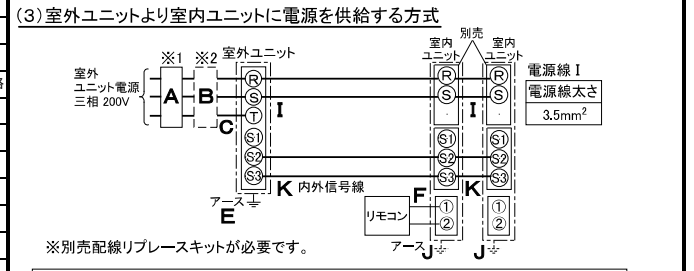 (3)室外ユニットより室内ユニットに電源を供給する方式
※1 ※2 室外ユニット
別売
室内ユニット 室内ユニット
室外
ユニット電源
三相 200V
A B C
R S T S1 S2 S3
I
R S S1 S2 S3 ① ②
I
R S S1 S2 S3 ① ②
電源線 I
電源線太さ
3.5mm²
K 内外信号線
K
F
リモコン
アース
E
アース J
J
※別売配線リプレースキットが必要です。